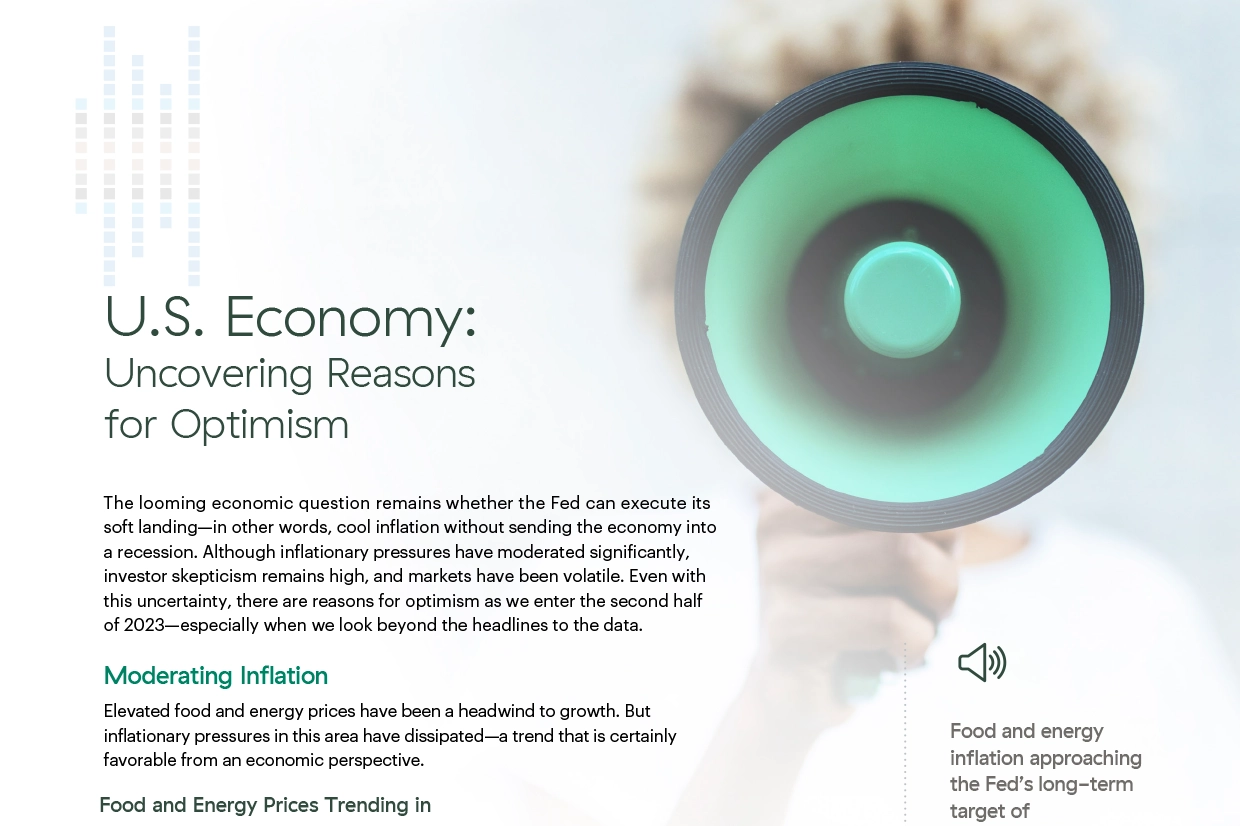 U.S. Economy:
Uncovering Reasons
for Optimism
The looming economic question remains whether the Fed can execute its
soft landing—in other words, cool inflation without sending the economy into
a recession. Although inflationary pressures have moderated significantly,
investor skepticism remains high, and markets have been volatile. Even with
this uncertainty, there are reasons for optimism as we enter the second half
of 2023—especially when we look beyond the headlines to the data.
Moderating Inflation
Elevated food and energy prices have been a headwind to growth. But
inflationary pressures in this area have dissipated—a trend that is certainly
favorable from an economic perspective.
Food and Energy Prices Trending in
Food and energy
inflation approaching
the Fed's long-term
target of